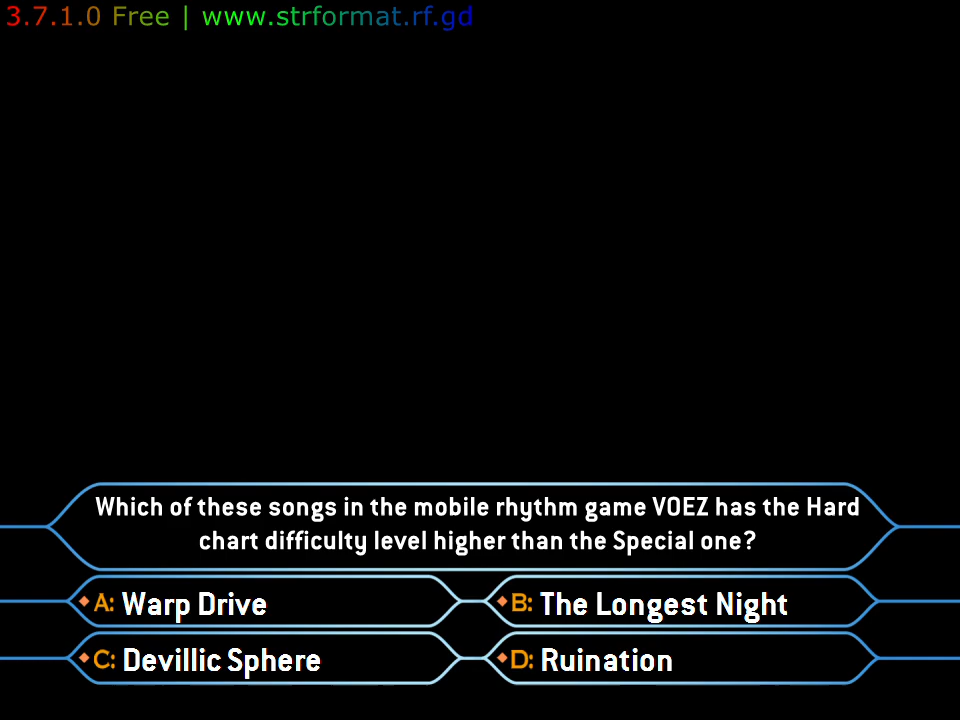 3.7.1.0 Free | www.strformat.rf.gd
Which of these songs in the mobile rhythm game VOEZ has the Hard
chart difficulty level higher than the Special one?
A: Warp Drive
B: The Longest Night
C: Devillic Sphere
D: Ruination